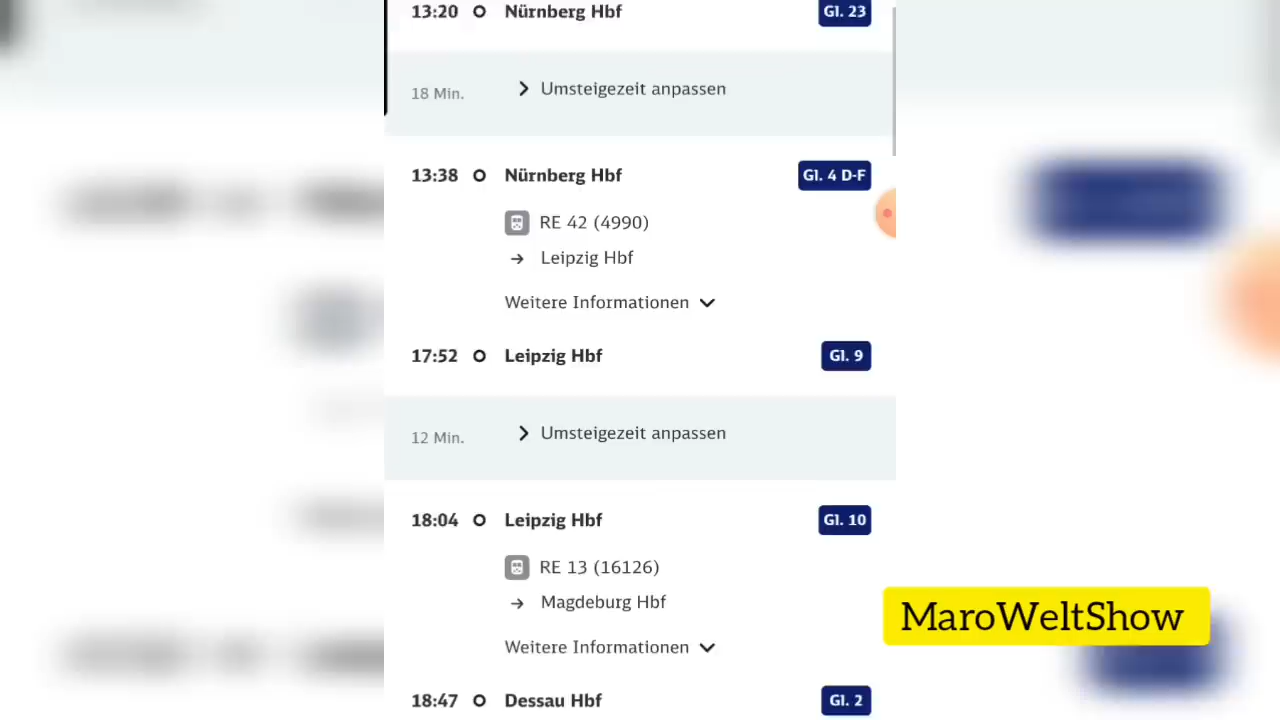 13:20 Nürnberg Hbf Gl. 23
18 Min. Umsteigezeit anpassen
13:38 Nürnberg Hbf Gl. 4 D-F
RE 42 (4990)
→ Leipzig Hbf
Weitere Informationen
17:52 Leipzig Hbf Gl. 9
12 Min. Umsteigezeit anpassen
18:04 Leipzig Hbf Gl. 10
RE 13 (16126)
→ Magdeburg Hbf
MaroWeltShow
Weitere Informationen
18:47 Dessau Hbf Gl. 2